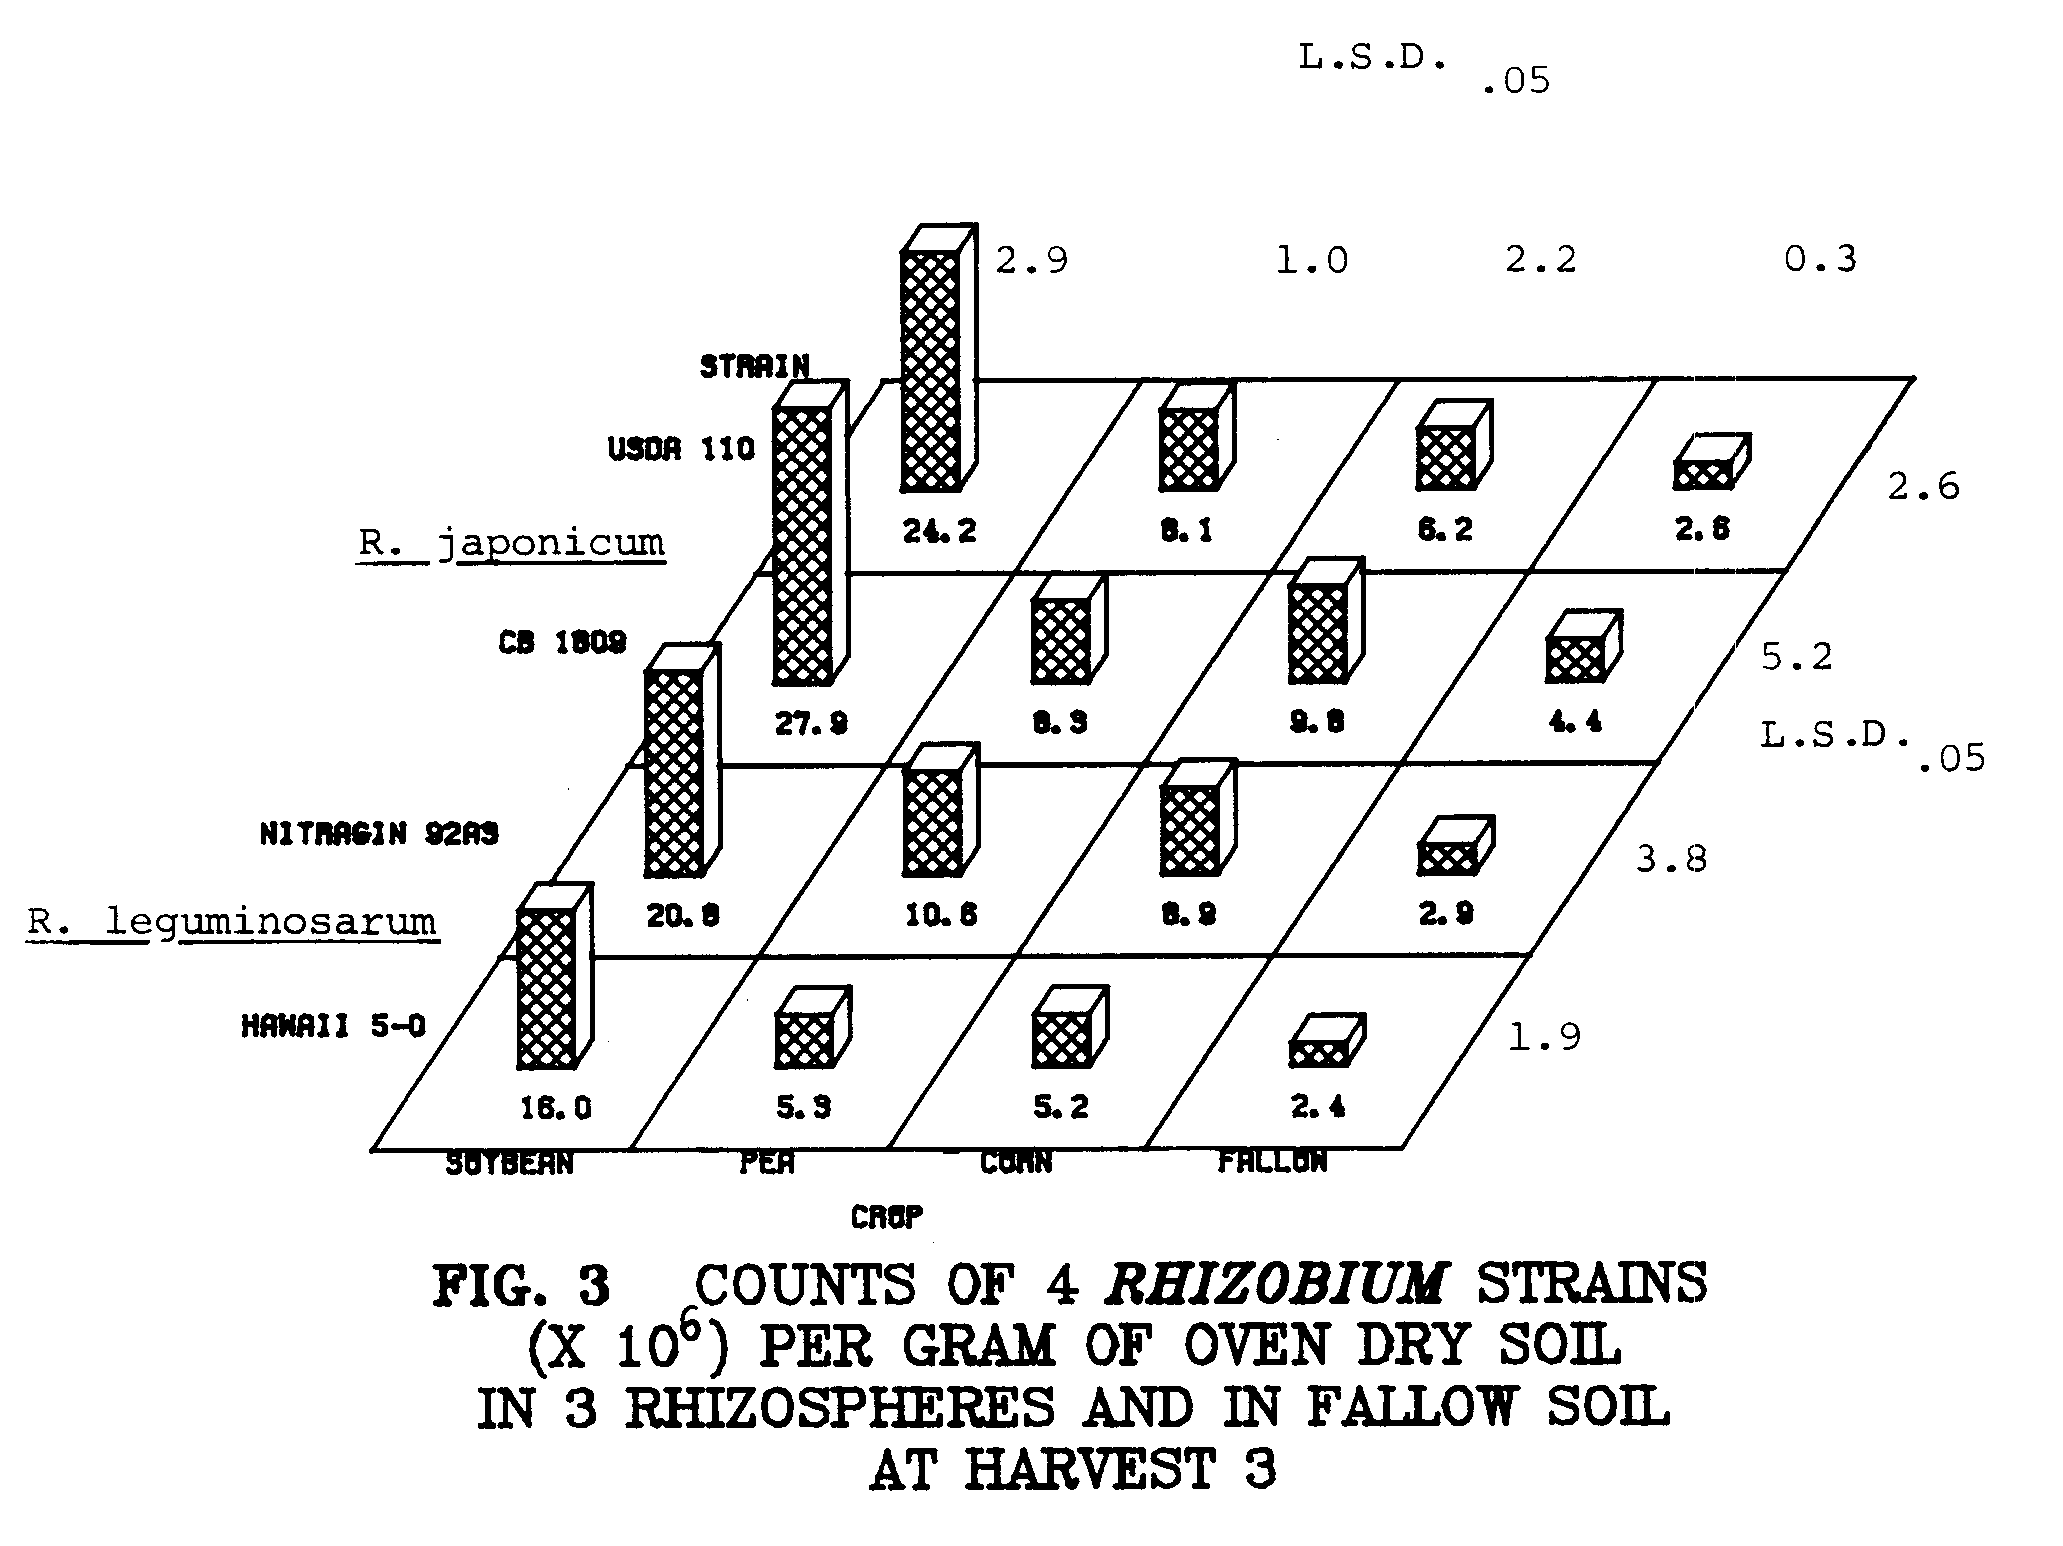 L.S.D. .05
2.9 1.0 2.2 0.3
STRAIN
USDA 110
24.2 8.1 6.2 2.6
2.6
R. japonicum
CB 1809
27.9 8.3 9.8 4.4
5.2
L.S.D. .05
NITRAGIN 92A3
20.8 10.6 8.9 2.9
3.8
R. leguminosarum
HAWAII 5-0
16.0 5.3 5.2 2.4
1.9
SOYBEAN PEA CORN FALLOW
CROP
FIG. 3 COUNTS OF 4 RHIZOBIUM STRAINS
(X 10⁶) PER GRAM OF OVEN DRY SOIL
IN 3 RHIZOSPHERES AND IN FALLOW SOIL
AT HARVEST 3